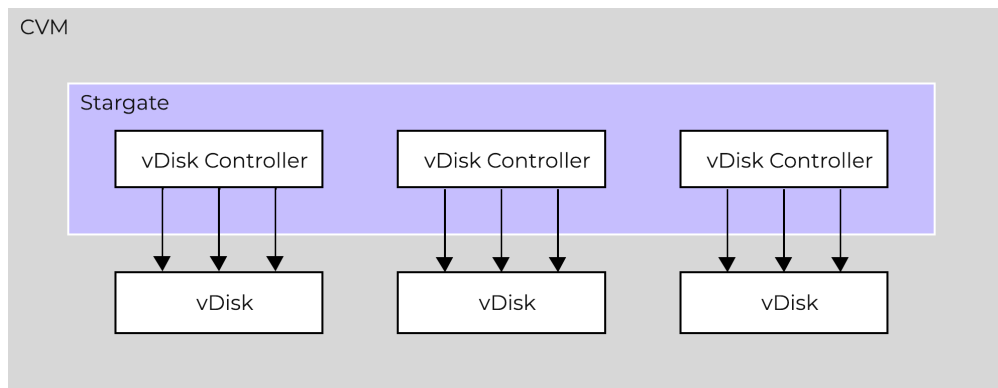 CVM
Stargate
vDisk Controller
vDisk Controller
vDisk Controller
vDisk
vDisk
vDisk